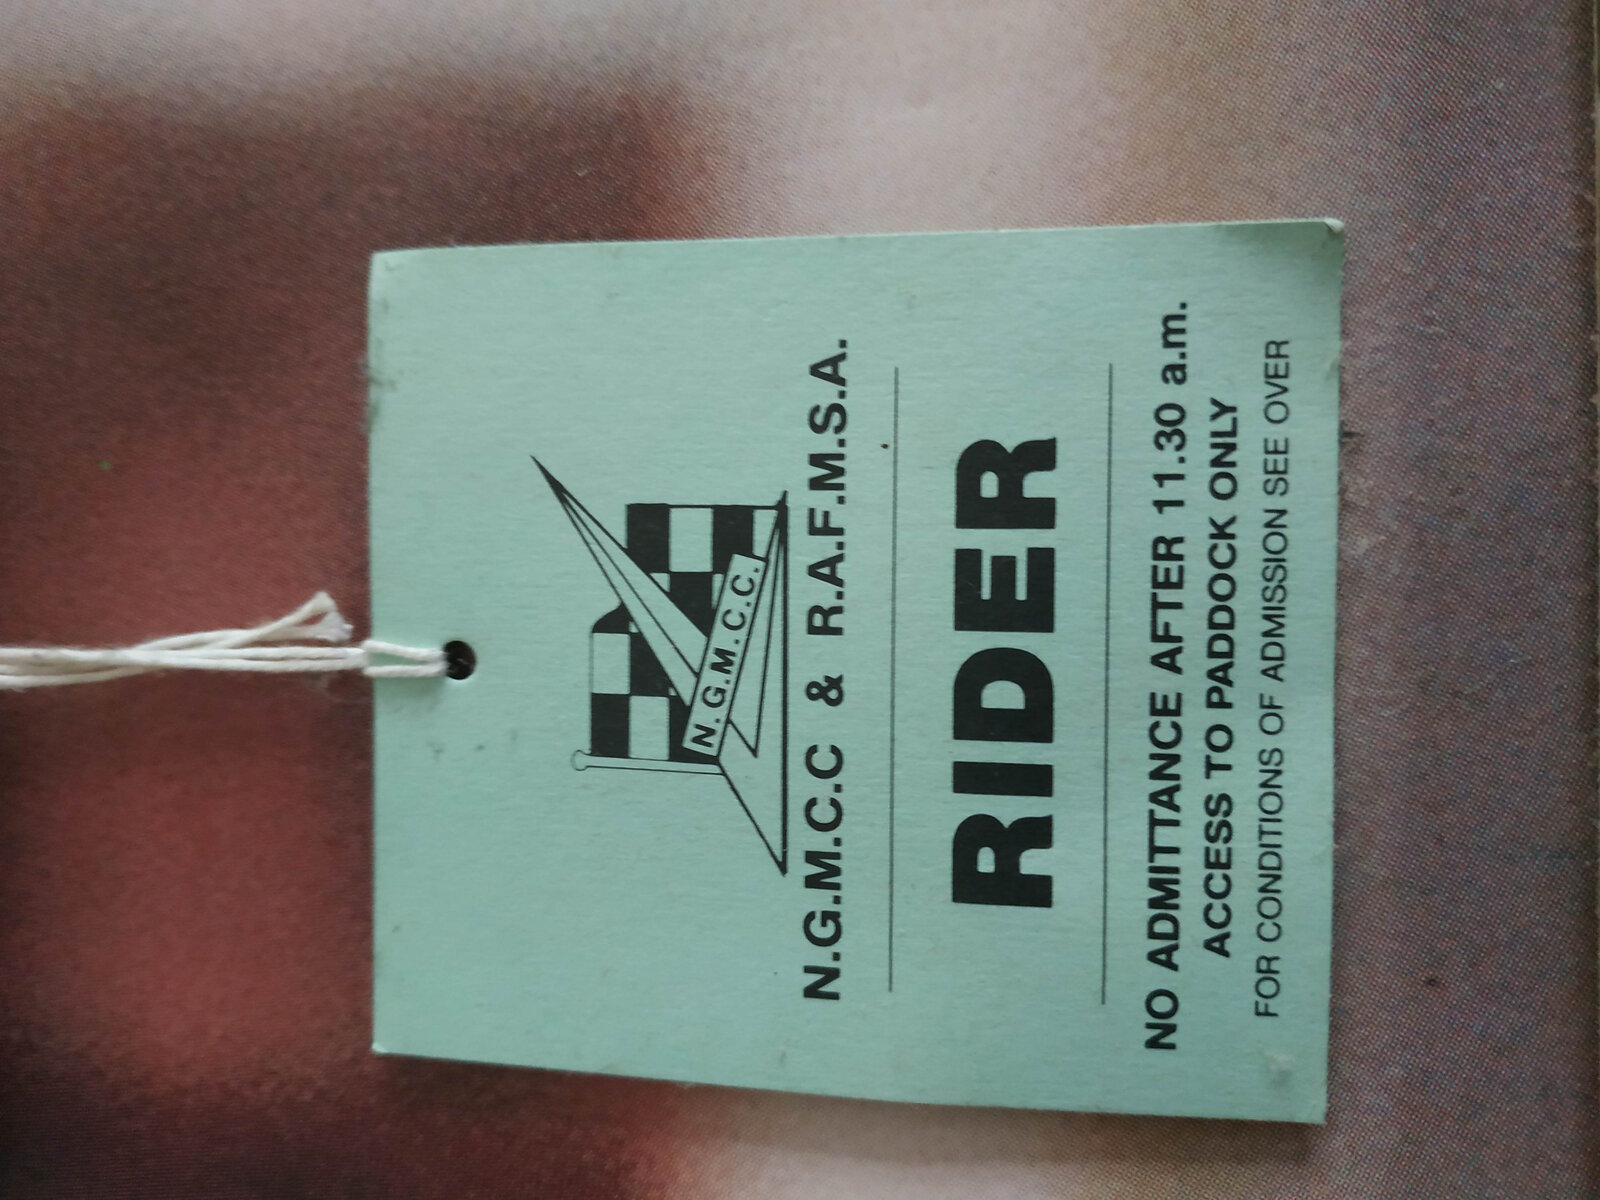 N.G.M.C.C.
N.G.M.C.C & R.A.F.M.S.A.
RIDER
NO ADMITTANCE AFTER 11.30 a.m.
ACCESS TO PADDOCK ONLY
FOR CONDITIONS OF ADMISSION SEE OVER